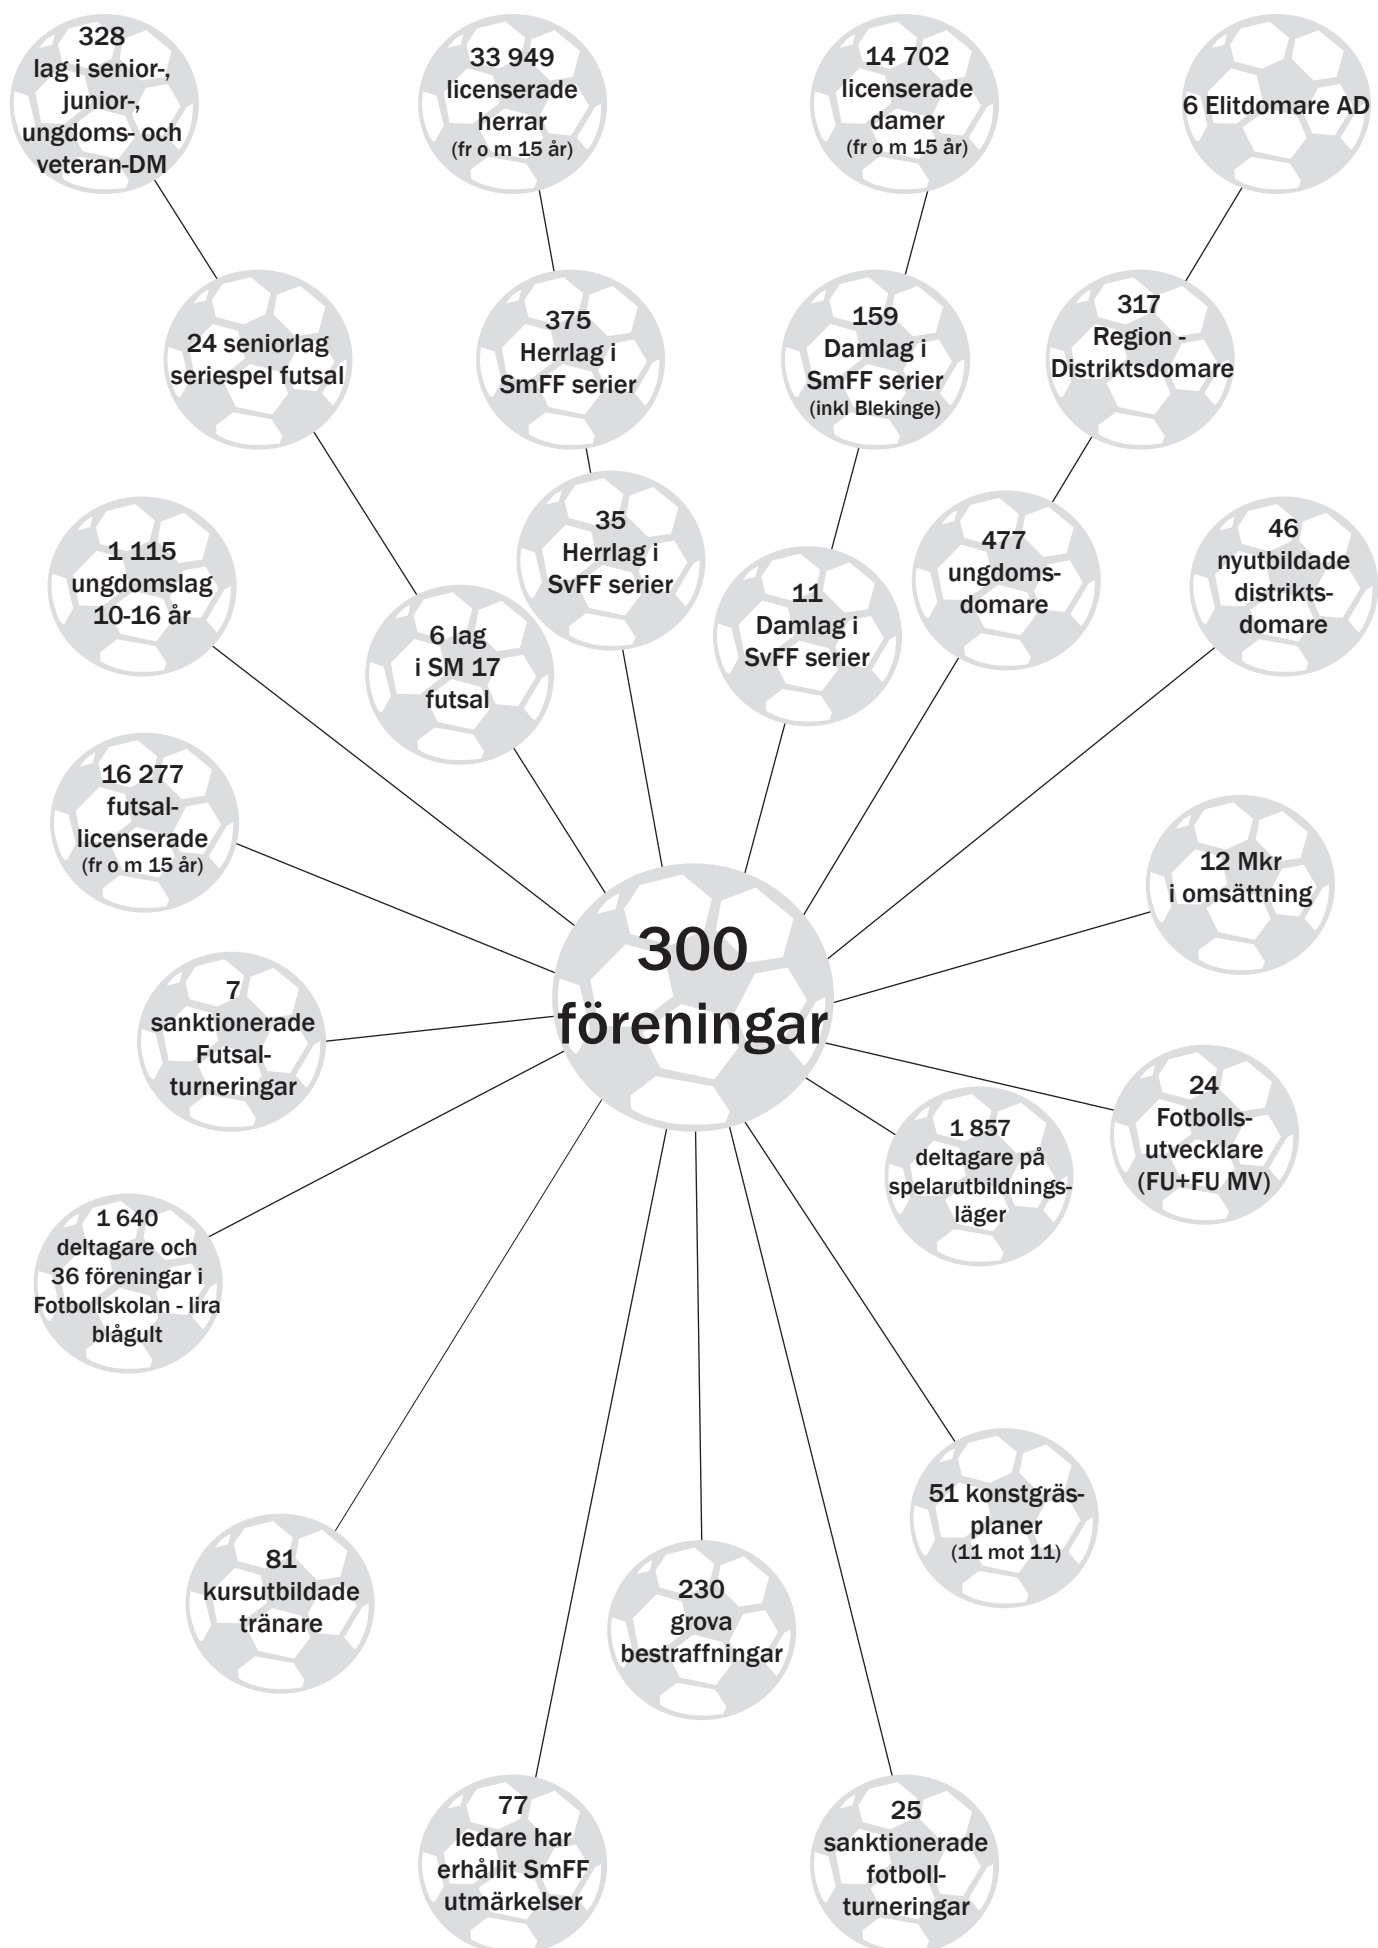 328
lag i senior-,
junior-,
ungdoms- och
veteran-DM
33 949
licenserade
herrar
(fr o m 15 år)
14 702
licenserade
damer
(fr o m 15 år)
6 Elitdomare AD
24 seniorlag
seriespel futsal
375
Herrlag i
SmFF serier
159
Damlag i
SmFF serier
(inkl Blekinge)
317
Region -
Distriktsdomare
1 115
ungdomslag
10-16 år
6 lag
i SM 17
futsal
35
Herrlag i
SvFF serier
11
Damlag i
SvFF serier
477
ungdoms-
domare
46
nyutbildade
distrikts-
domare
16 277
futsal-
licenserade
(fr o m 15 år)
12 Mkr
i omsättning
300
föreningar
7
sanktionerade
Futsal-
turneringar
24
Fotbolls-
utvecklare
(FU+FU MV)
1 857
deltagare på
spelarutbildnings-
läger
1 640
deltagare och
36 föreningar i
Fotbollskolan - lira
blågult
51 konstgräs-
planer
(11 mot 11)
81
kursutbildade
tränare
230
grova
bestraffningar
77
ledare har
erhållit SmFF
utmärkelser
25
sanktionerade
fotboll-
turneringar